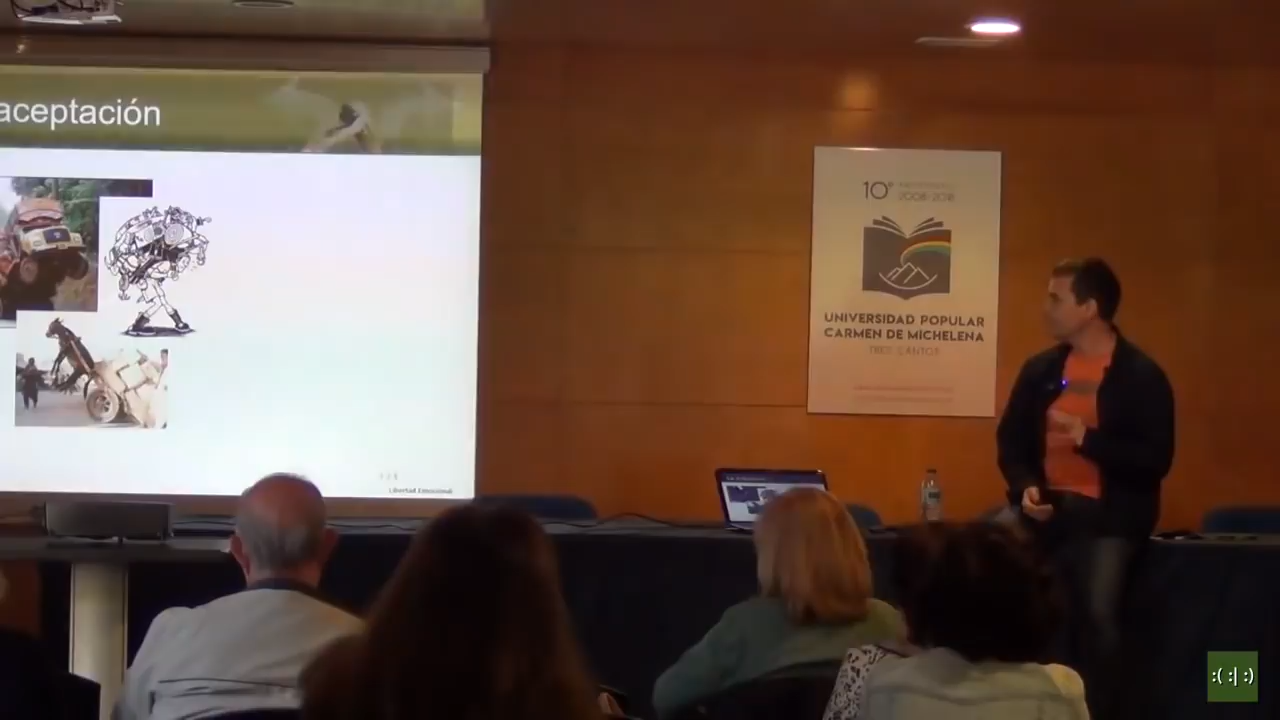 aceptación
10º
2008-2018
UNIVERSIDAD POPULAR
CARMEN DE MICHELENA
TRES CANTOS
Libertad Emocional
:( :| :)